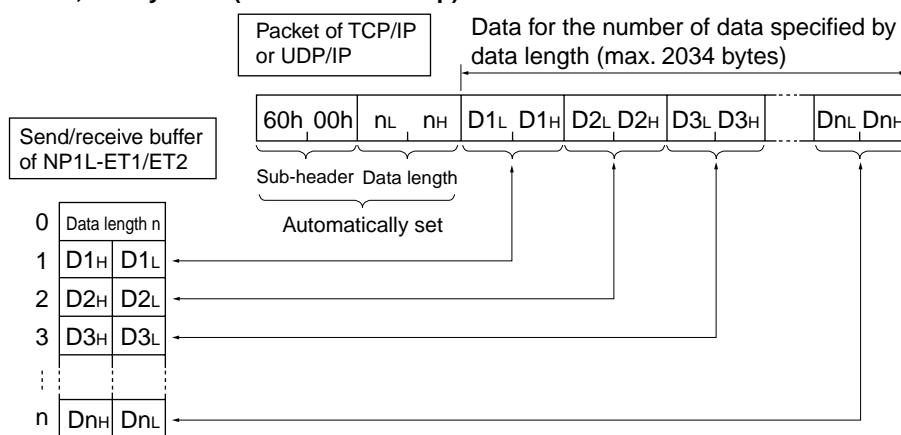 Packet of TCP/IP
or UDP/IP
Data for the number of data specified by
data length (max. 2034 bytes)
60h 00h nL nH D1L D1H D2L D2H D3L D3H DnL DnH
Send/receive buffer
of NP1L-ET1/ET2
Sub-header Data length
Automatically set
0 Data length n
1 D1H D1L
2 D2H D2L
3 D3H D3L
n DnH DnL